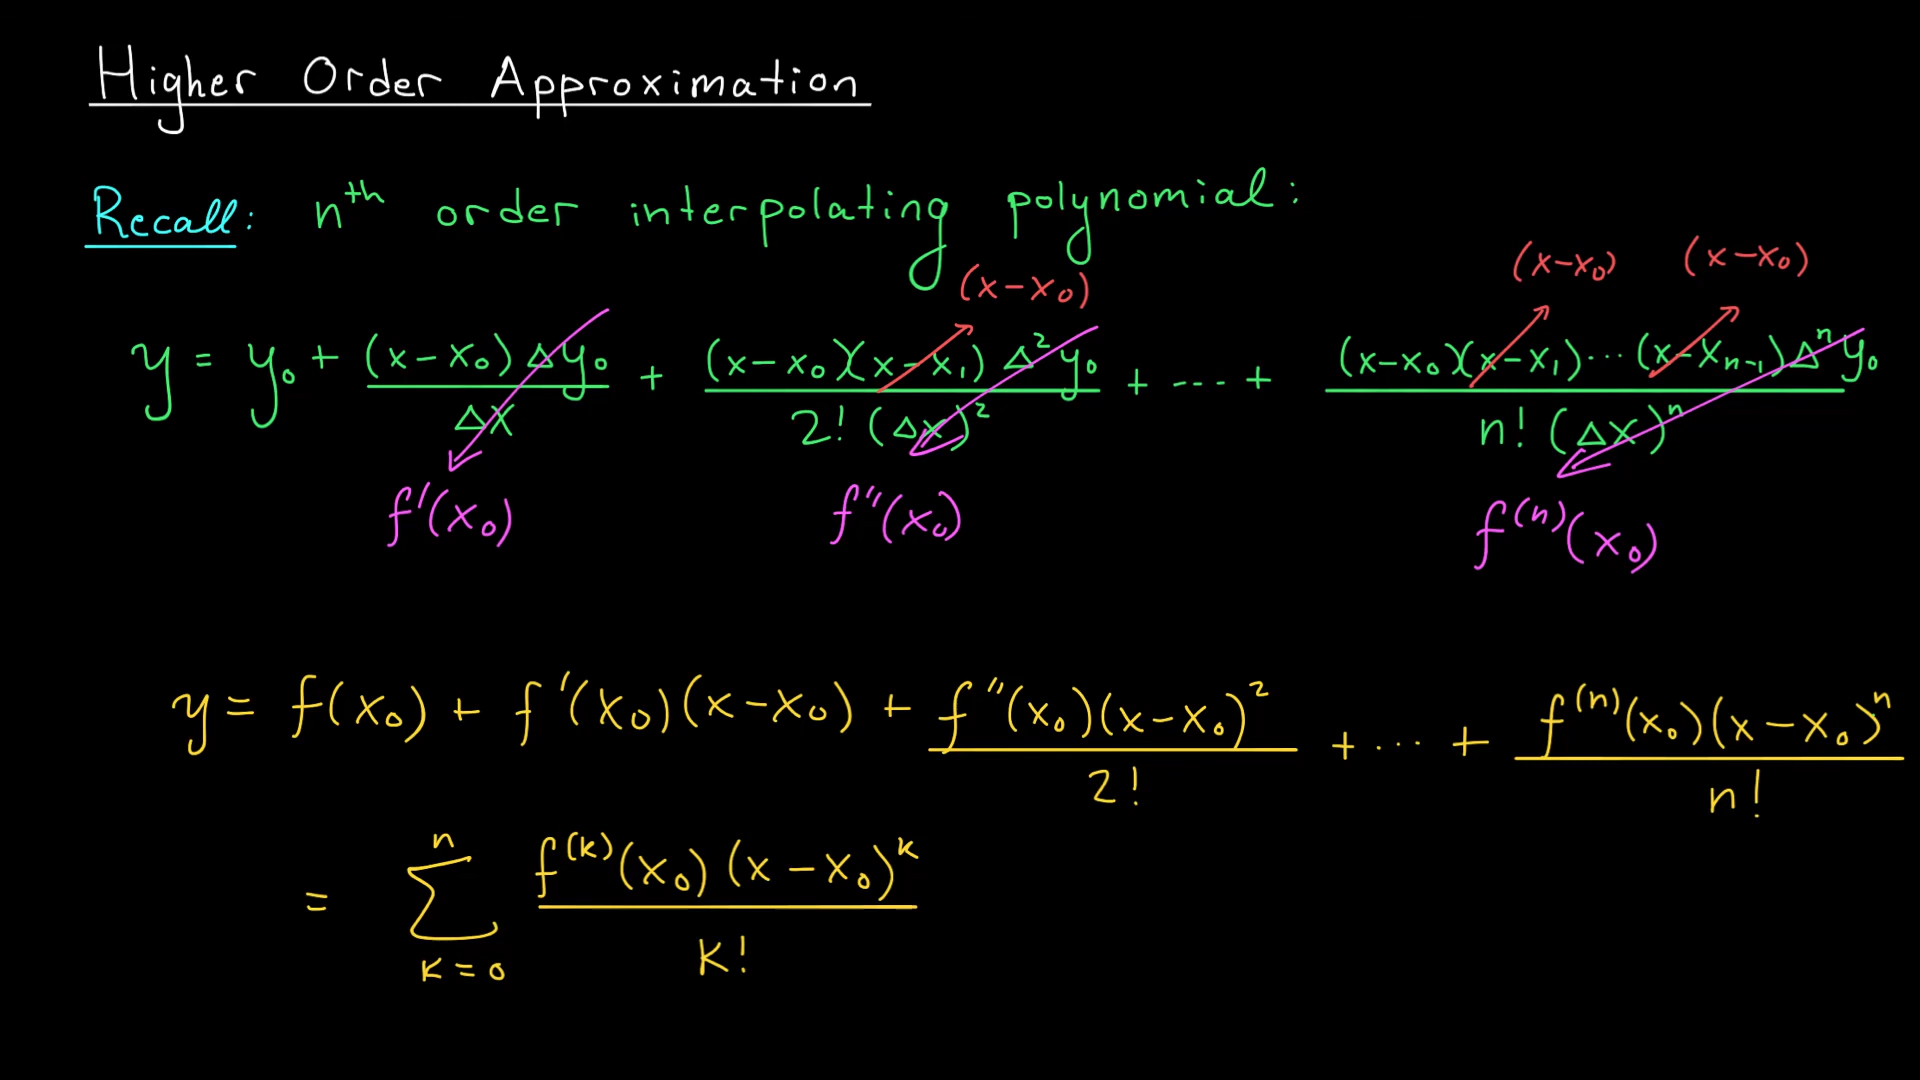 Higher Order Approximation
Recall: nth order interpolating polynomial:
(x-x₀) (x-x₀) (x-x₀)
y = y₀ + (x-x₀)Δy₀/Δx + (x-x₀)(x-x₁)Δ²y₀/2!(Δx)² + ---- + (x-x₀)(x-x₁)···(x-xₙ₋₁)Δⁿy₀/n!(Δx)ⁿ
f'(x₀) f''(x₀) f⁽ⁿ⁾(x₀)
y = f(x₀) + f'(x₀)(x-x₀) + f''(x₀)(x-x₀)²/2! + ··· + f⁽ⁿ⁾(x₀)(x-x₀)ⁿ/n!
= ∑ₖ₌₀ⁿ f⁽ᵏ⁾(x₀)(x-x₀)ᵏ/k!